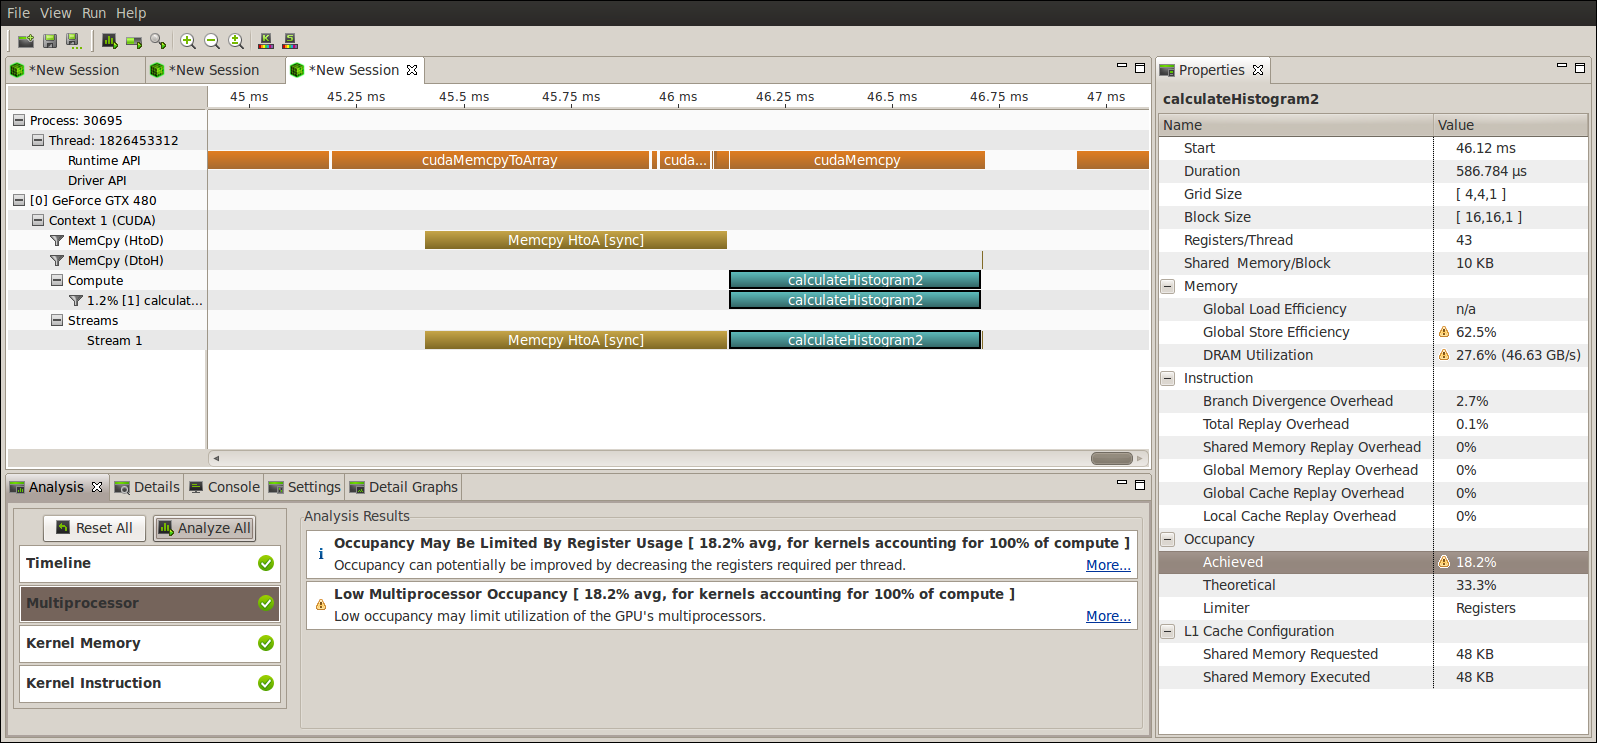 File View Run Help
*New Session *New Session *New Session
45 ms 45.25 ms 45.5 ms 45.75 ms 46 ms 46.25 ms 46.5 ms 46.75 ms 47 ms
Process: 30695
Thread: 1826453312
Runtime API cudaMemcpyToArray cuda... cudaMemcpy
Driver API
[0] GeForce GTX 480
Context 1 (CUDA)
MemCpy (HtoD) Memcpy HtoA [sync]
MemCpy (DtoH)
Compute calculateHistogram2
1.2% [1] calculat... calculateHistogram2
Streams
Stream 1 Memcpy HtoA [sync] calculateHistogram2
Analysis Details Console Settings Detail Graphs
Reset All Analyze All
Timeline
Multiprocessor
Kernel Memory
Kernel Instruction
Analysis Results
Occupancy May Be Limited By Register Usage [ 18.2% avg, for kernels accounting for 100% of compute ]
Occupancy can potentially be improved by decreasing the registers required per thread. More...
Low Multiprocessor Occupancy [ 18.2% avg, for kernels accounting for 100% of compute ]
Low occupancy may limit utilization of the GPU's multiprocessors. More...
Properties
calculateHistogram2
Name Value
Start 46.12 ms
Duration 586.784 µs
Grid Size [ 4,4,1 ]
Block Size [ 16,16,1 ]
Registers/Thread 43
Shared Memory/Block 10 KB
Memory
Global Load Efficiency n/a
Global Store Efficiency 62.5%
DRAM Utilization 27.6% (46.63 GB/s)
Instruction
Branch Divergence Overhead 2.7%
Total Replay Overhead 0.1%
Shared Memory Replay Overhead 0%
Global Memory Replay Overhead 0%
Global Cache Replay Overhead 0%
Local Cache Replay Overhead 0%
Occupancy
Achieved 18.2%
Theoretical 33.3%
Limiter Registers
L1 Cache Configuration
Shared Memory Requested 48 KB
Shared Memory Executed 48 KB